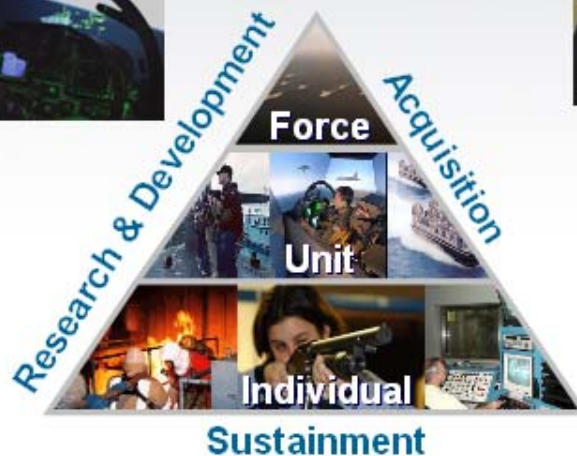 Research & Development
Acquisition
Force
Unit
Individual
Sustainment